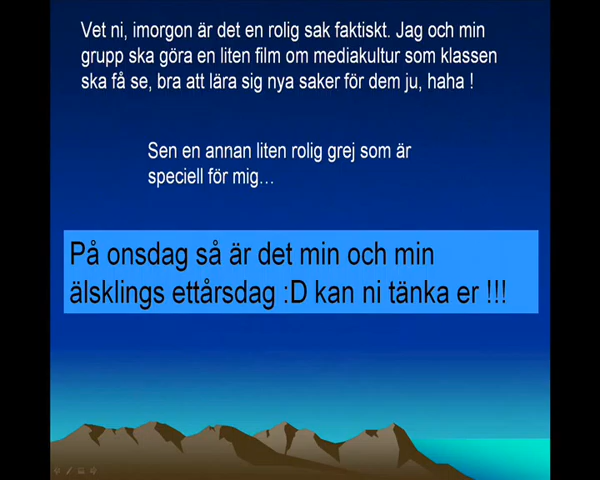 Vet ni, imorgon är det en rolig sak faktiskt. Jag och min
grupp ska göra en liten film om mediakultur som klassen
ska få se, bra att lära sig nya saker för dem ju, haha !
Sen en annan liten rolig grej som är
speciell för mig…
På onsdag så är det min och min
älsklings ettårsdag :D kan ni tänka er !!!